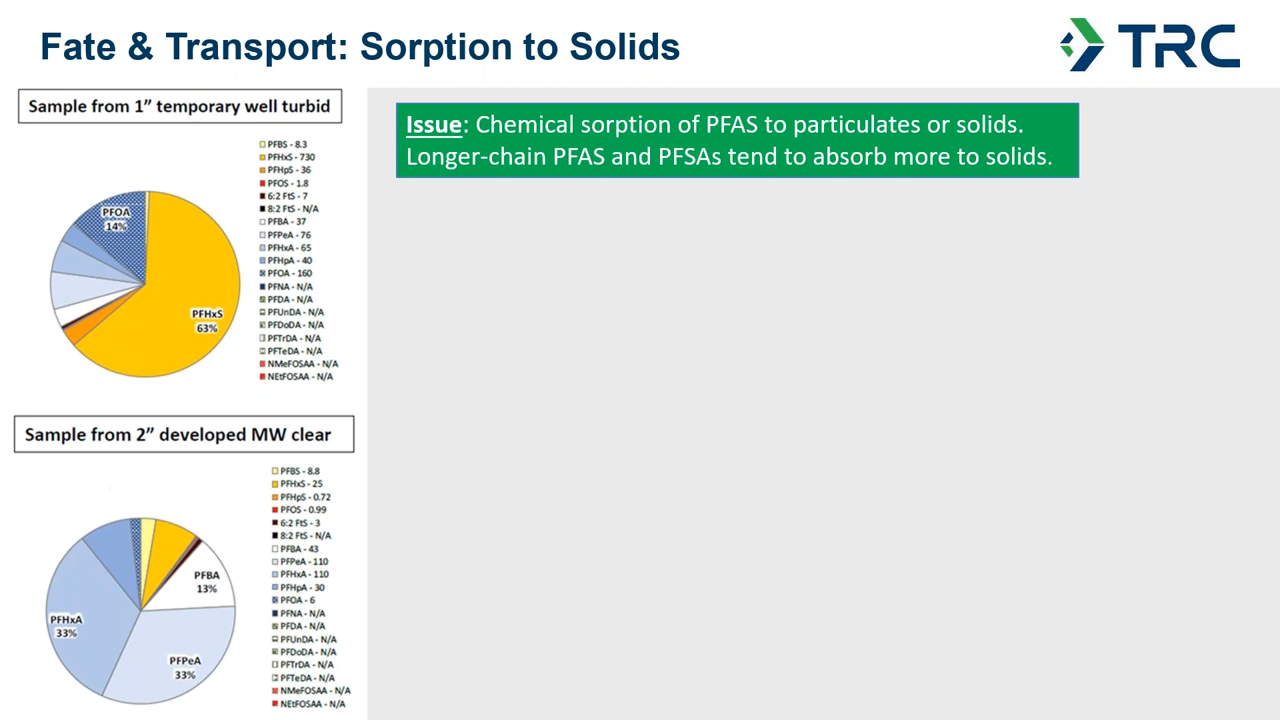 Fate & Transport: Sorption to Solids
TRC
Sample from 1” temporary well turbid
PFBS - 8.3
PFHxS - 730
PFHpS - 36
PFOS - 1.8
6:2 FtS - 7
8:2 FtS - N/A
PFBA - 37
PFPeA - 76
PFHxA - 65
PFHpA - 40
PFOA - 160
PFNA - N/A
PFDA - N/A
PFUnDA - N/A
PFDoDA - N/A
PFTrDA - N/A
PFTeDA - N/A
NMeFOSAA - N/A
NEtFOSAA - N/A
PFOA
14%
PFHxS
63%
Issue: Chemical sorption of PFAS to particulates or solids.
Longer-chain PFAS and PFSAs tend to absorb more to solids.
Sample from 2” developed MW clear
PFBS - 8.8
PFHxS - 25
PFHpS - 0.72
PFOS - 0.99
6:2 FtS - 3
8:2 FtS - N/A
PFBA - 43
PFPeA - 110
PFHxA - 110
PFHpA - 30
PFOA - 6
PFNA - N/A
PFDA - N/A
PFUnDA - N/A
PFDoDA - N/A
PFTrDA - N/A
PFTeDA - N/A
NMeFOSAA - N/A
NEtFOSAA - N/A
PFBA
13%
PFHxA
33%
PFPeA
33%